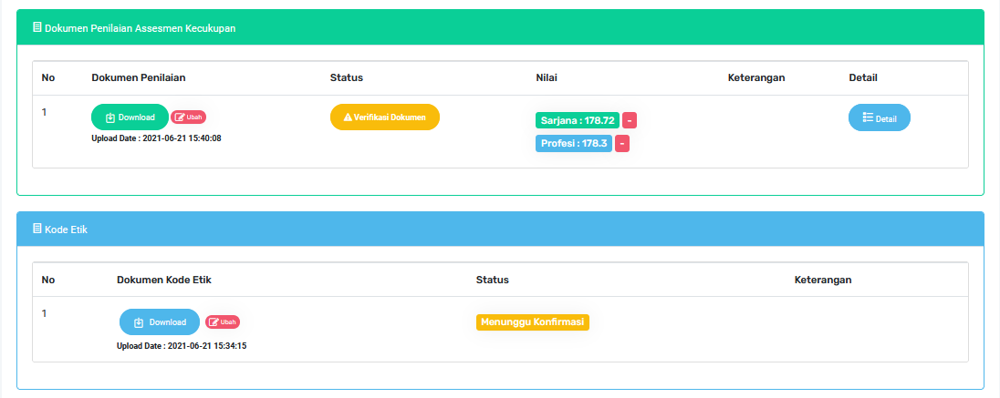 Dokumen Penilaian Assesmen Kecukupan
No Dokumen Penilaian Status Nilai Keterangan Detail
1 Download Ubah Verifikasi Dokumen Sarjana : 178.72 - Detail
Profesi : 178.3 -
Upload Date : 2021-06-21 15:40:08
Kode Etik
No Dokumen Kode Etik Status Keterangan
1 Download Ubah Menunggu Konfirmasi
Upload Date : 2021-06-21 15:34:15